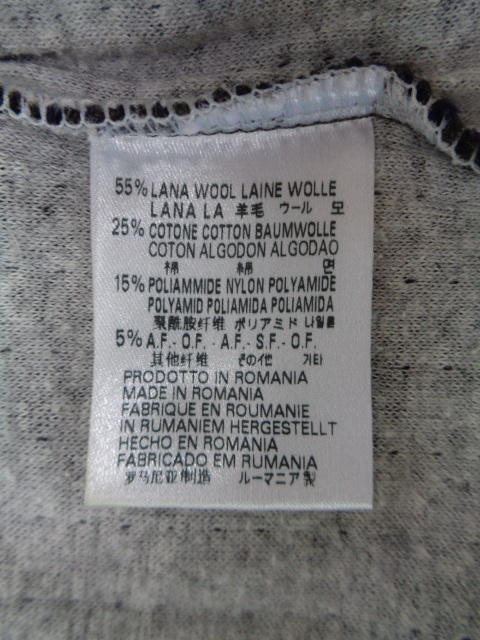 55% LANA WOOL LAINE WOLLE
LANA LA 羊毛 ウール 모
25% COTONE COTTON BAUMWOLLE
COTON ALGODON ALGODAO
棉 綿 면
15% POLIAMMIDE NYLON POLYAMIDE
POLYAMID POLIAMIDA POLIAMIDA
聚酰胺纤维 ポリアミド 나일론
5% A.F.- O.F. - A.F. - S.F. - O.F.
其他纤维 その他 기타
PRODOTTO IN ROMANIA
MADE IN ROMANIA
FABRIQUE EN ROUMANIE
IN RUMANIEM HERGESTELLT
HECHO EN ROMANIA
FABRICADO EM RUMANIA
罗马尼亚制造 ルーマニア製